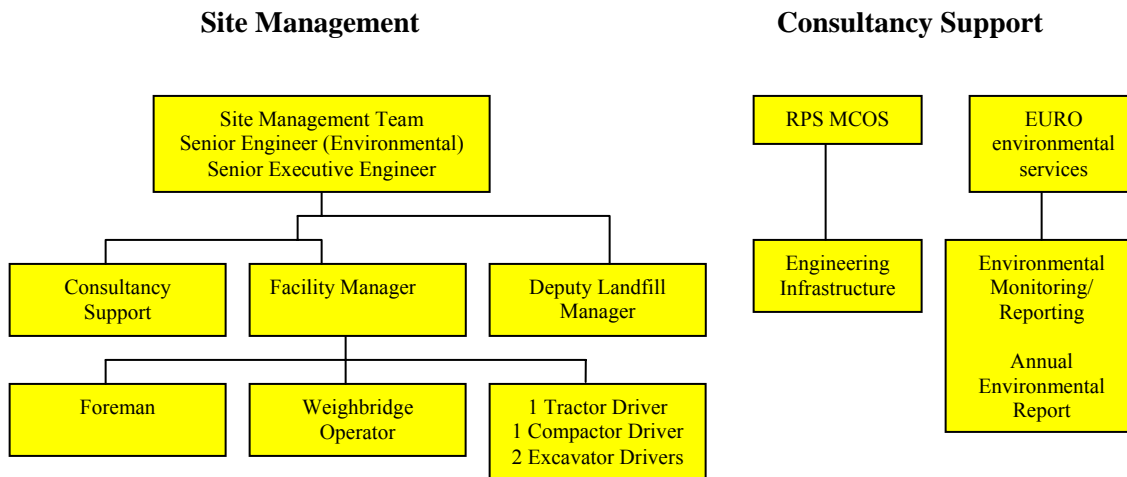 Site Management
Consultancy Support
Site Management Team
Senior Engineer (Environmental)
Senior Executive Engineer
RPS MCOS
EURO
environmental
services
Consultancy
Support
Facility Manager
Deputy Landfill
Manager
Engineering
Infrastructure
Environmental
Monitoring/
Reporting
Annual
Environmental
Report
Foreman
Weighbridge
Operator
1 Tractor Driver
1 Compactor Driver
2 Excavator Drivers